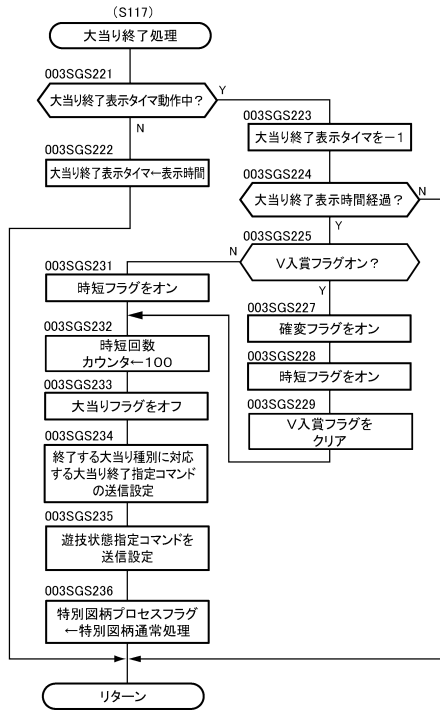 (S117)
大当り終了処理
003SGS221
大当り終了表示タイマ動作中？
Y
N
003SGS222
大当り終了表示タイマ←表示時間
003SGS223
大当り終了表示タイマを－1
003SGS224
大当り終了表示時間経過？
N
Y
003SGS225
V入賞フラグオン？
N
Y
003SGS227
確変フラグをオン
003SGS228
時短フラグをオン
003SGS229
V入賞フラグを
クリア
003SGS231
時短フラグをオン
003SGS232
時短回数
カウンタ←100
003SGS233
大当りフラグをオフ
003SGS234
終了する大当り種別に対応
する大当り終了指定コマンド
の送信設定
003SGS235
遊技状態指定コマンドを
送信設定
003SGS236
特別図柄プロセスフラグ
←特別図柄通常処理
リターン